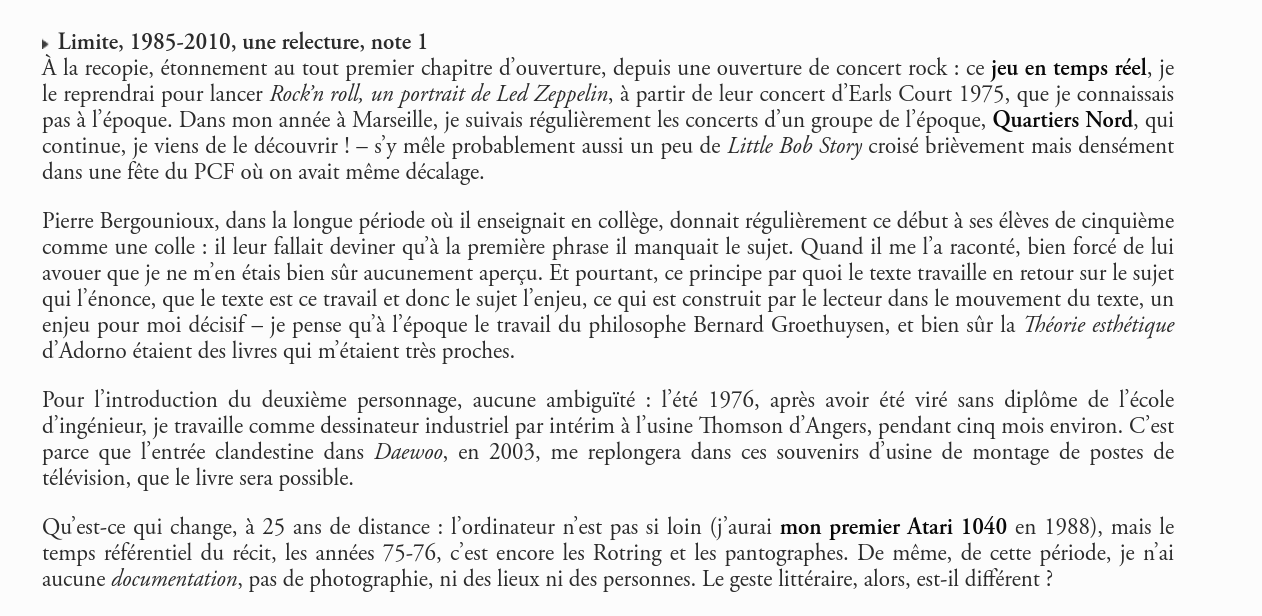 Limite, 1985-2010, une relecture, note 1
À la recopie, étonnement au tout premier chapitre d’ouverture, depuis une ouverture de concert rock : ce jeu en temps réel, je
le reprendrai pour lancer Rock’n roll, un portrait de Led Zeppelin, à partir de leur concert d’Earls Court 1975, que je connaissais
pas à l’époque. Dans mon année à Marseille, je suivais régulièrement les concerts d’un groupe de l’époque, Quartiers Nord, qui
continue, je viens de le découvrir ! – s’y mêle probablement aussi un peu de Little Bob Story croisé brièvement mais densément
dans une fête du PCF où on avait même décalage.
Pierre Bergounioux, dans la longue période où il enseignait en collège, donnait régulièrement ce début à ses élèves de cinquième
comme une colle : il leur fallait deviner qu’à la première phrase il manquait le sujet. Quand il me l’a raconté, bien forcé de lui
avouer que je ne m’en étais bien sûr aucunement aperçu. Et pourtant, ce principe par quoi le texte travaille en retour sur le sujet
qui l’énonce, que le texte est ce travail et donc le sujet l’enjeu, ce qui est construit par le lecteur dans le mouvement du texte, un
enjeu pour moi décisif – je pense qu’à l’époque le travail du philosophe Bernard Groethuysen, et bien sûr la Théorie esthétique
d’Adorno étaient des livres qui m’étaient très proches.
Pour l’introduction du deuxième personnage, aucune ambiguïté : l’été 1976, après avoir été viré sans diplôme de l’école
d’ingénieur, je travaille comme dessinateur industriel par intérim à l’usine Thomson d’Angers, pendant cinq mois environ. C’est
parce que l’entrée clandestine dans Daewoo, en 2003, me replongera dans ces souvenirs d’usine de montage de postes de
télévision, que le livre sera possible.
Qu’est-ce qui change, à 25 ans de distance : l’ordinateur n’est pas si loin (j’aurai mon premier Atari 1040 en 1988), mais le
temps référentiel du récit, les années 75-76, c’est encore les Rotring et les pantographes. De même, de cette période, je n’ai
aucune documentation, pas de photographie, ni des lieux ni des personnes. Le geste littéraire, alors, est-il différent ?